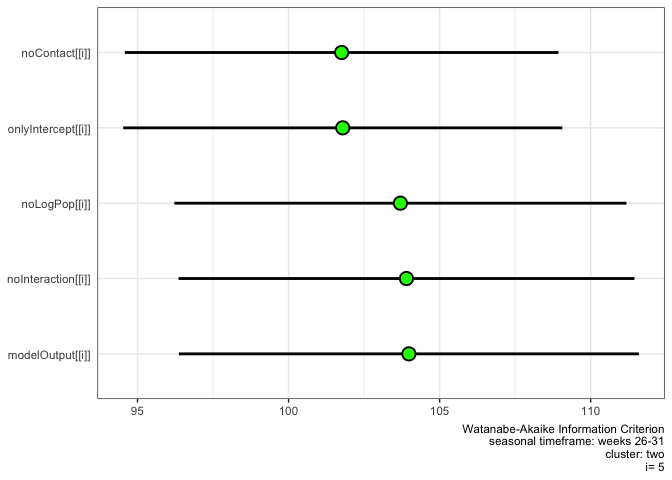 noContact[[i]]
onlyIntercept[[i]]
noLogPop[[i]]
noInteraction[[i]]
modelOutput[[i]]
95 100 105 110
Watanabe-Akaike Information Criterion
seasonal timeframe: weeks 26-31
cluster: two
i= 5